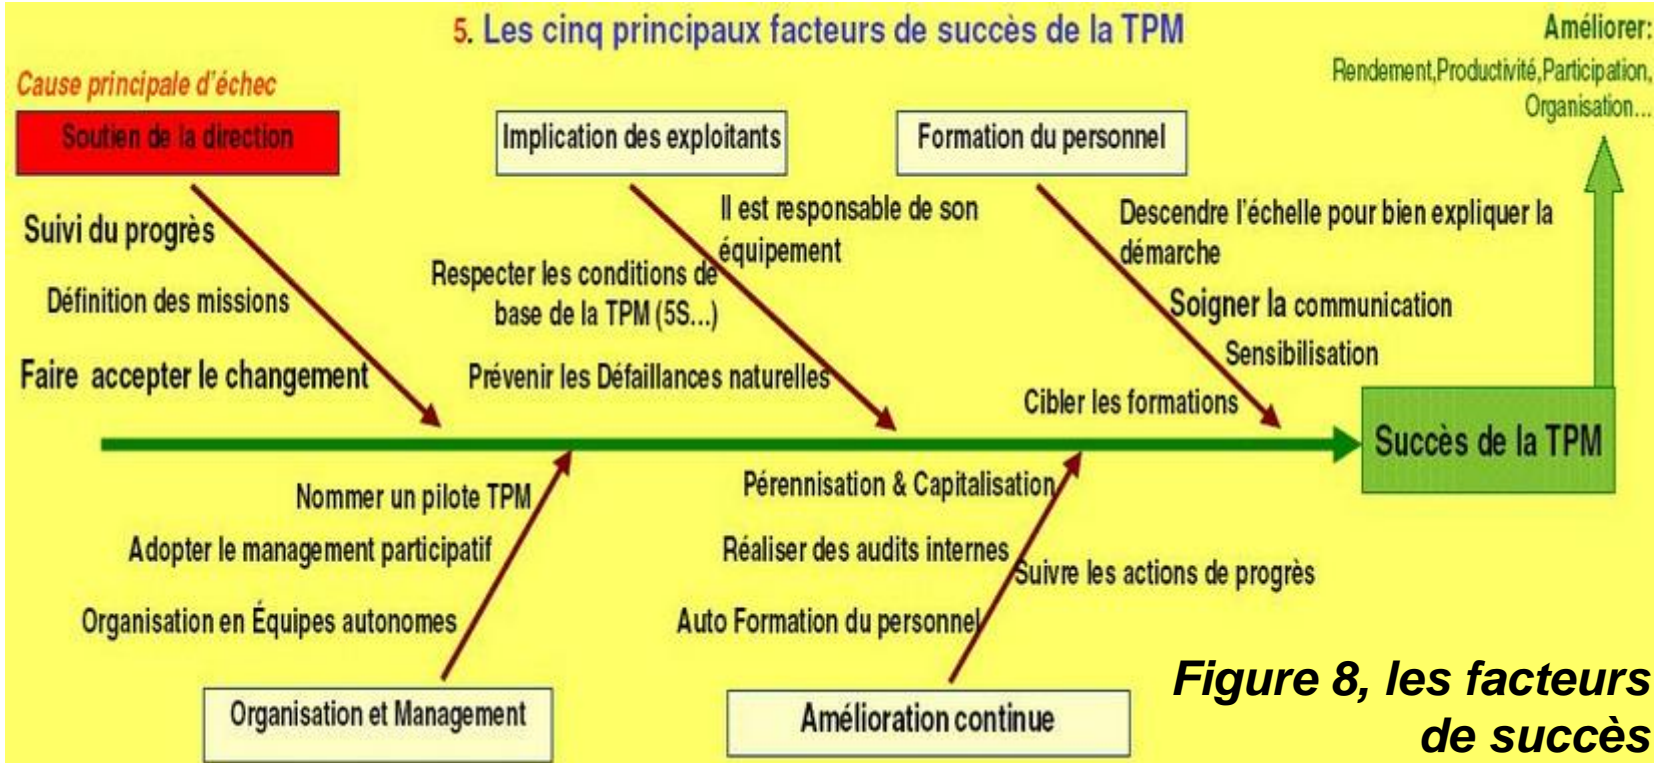 5. Les cinq principaux facteurs de succès de la TPM
Améliorer:
Rendement,Productivité,Participation,
Organisation...
Cause principale d'échec
Soutien de la direction
Implication des exploitants
Formation du personnel
Suivi du progrès
Définition des missions
Faire accepter le changement
Il est responsable de son
équipement
Respecter les conditions de
base de la TPM (5S...)
Prévenir les Défaillances naturelles
Descendre l'échelle pour bien expliquer la
démarche
Soigner la communication
Sensibilisation
Cibler les formations
Succès de la TPM
Nommer un pilote TPM
Adopter le management participatif
Organisation en Équipes autonomes
Organisation et Management
Pérennisation & Capitalisation
Réaliser des audits internes
Suivre les actions de progrès
Auto Formation du personnel
Amélioration continue
Figure 8, les facteurs
de succès